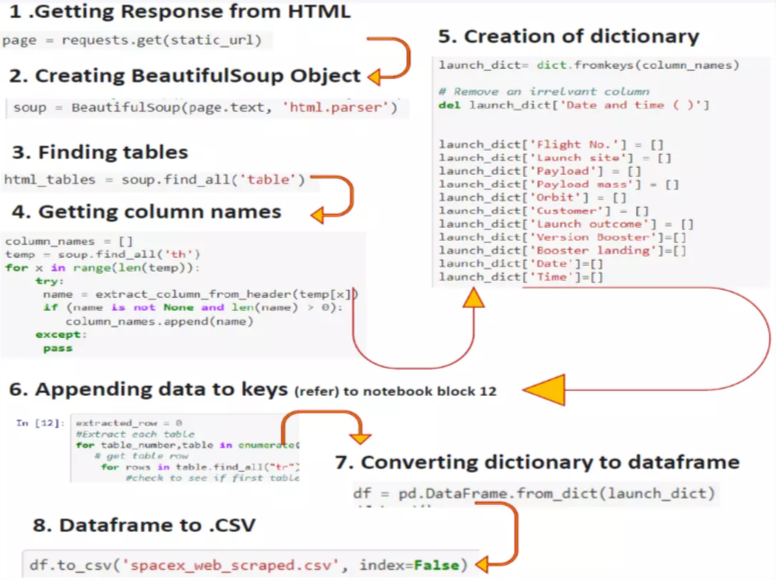 1 .Getting Response from HTML
page = requests.get(static_url)
2. Creating BeautifulSoup Object
soup = BeautifulSoup(page.text, 'html.parser')
3. Finding tables
html_tables = soup.find_all('table')
4. Getting column names
column_names = []
temp = soup.find_all('th')
for x in range(len(temp)):
try:
name = extract_column_from_header(temp[x])
if (name is not None and len(name) > 0):
column_names.append(name)
except:
pass
5. Creation of dictionary
launch_dict= dict.fromkeys(column_names)
# Remove an irrelvant column
del launch_dict['Date and time ( )']
launch_dict['Flight No.'] = []
launch_dict['Launch site'] = []
launch_dict['Payload'] = []
launch_dict['Payload mass'] = []
launch_dict['Orbit'] = []
launch_dict['Customer'] = []
launch_dict['Launch outcome'] = []
launch_dict['Version Booster']=[]
launch_dict['Booster landing']=[]
launch_dict['Date']=[]
launch_dict['Time']=[]
6. Appending data to keys (refer) to notebook block 12
In [12]: extracted_row = 0
#Extract each table
for table_number,table in enumerate(
# get table row
for rows in table.find_all("tr")
#check to see if first table
7. Converting dictionary to dataframe
df = pd.DataFrame.from_dict(launch_dict)
8. Dataframe to .CSV
df.to_csv('spacex_web_scraped.csv', index=False)